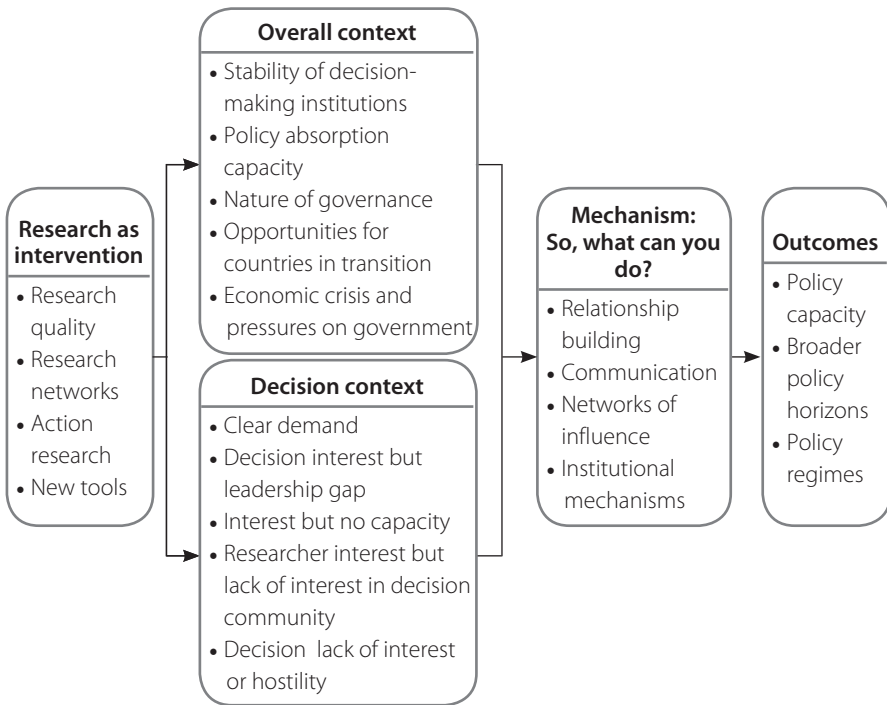 Research as
intervention
• Research
quality
• Research
networks
• Action
research
• New tools
Overall context
• Stability of decision-
making institutions
• Policy absorption
capacity
• Nature of governance
• Opportunities for
countries in transition
• Economic crisis and
pressures on government
Decision context
• Clear demand
• Decision interest but
leadership gap
• Interest but no capacity
• Researcher interest but
lack of interest in decision
community
• Decision lack of interest
or hostility
Mechanism:
So, what can you
do?
• Relationship
building
• Communication
• Networks of
influence
• Institutional
mechanisms
Outcomes
• Policy
capacity
• Broader
policy
horizons
• Policy
regimes